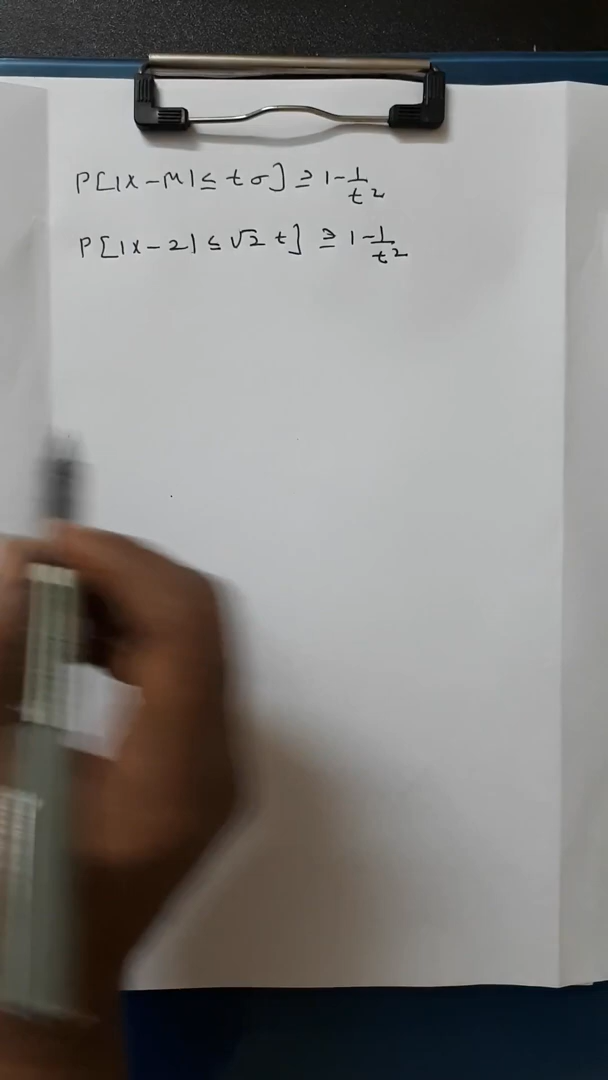 P[|X-μ|≤ tσ] ≥ 1-1/t²
P[|X-2|≤ √2 t] ≥ 1-1/t²